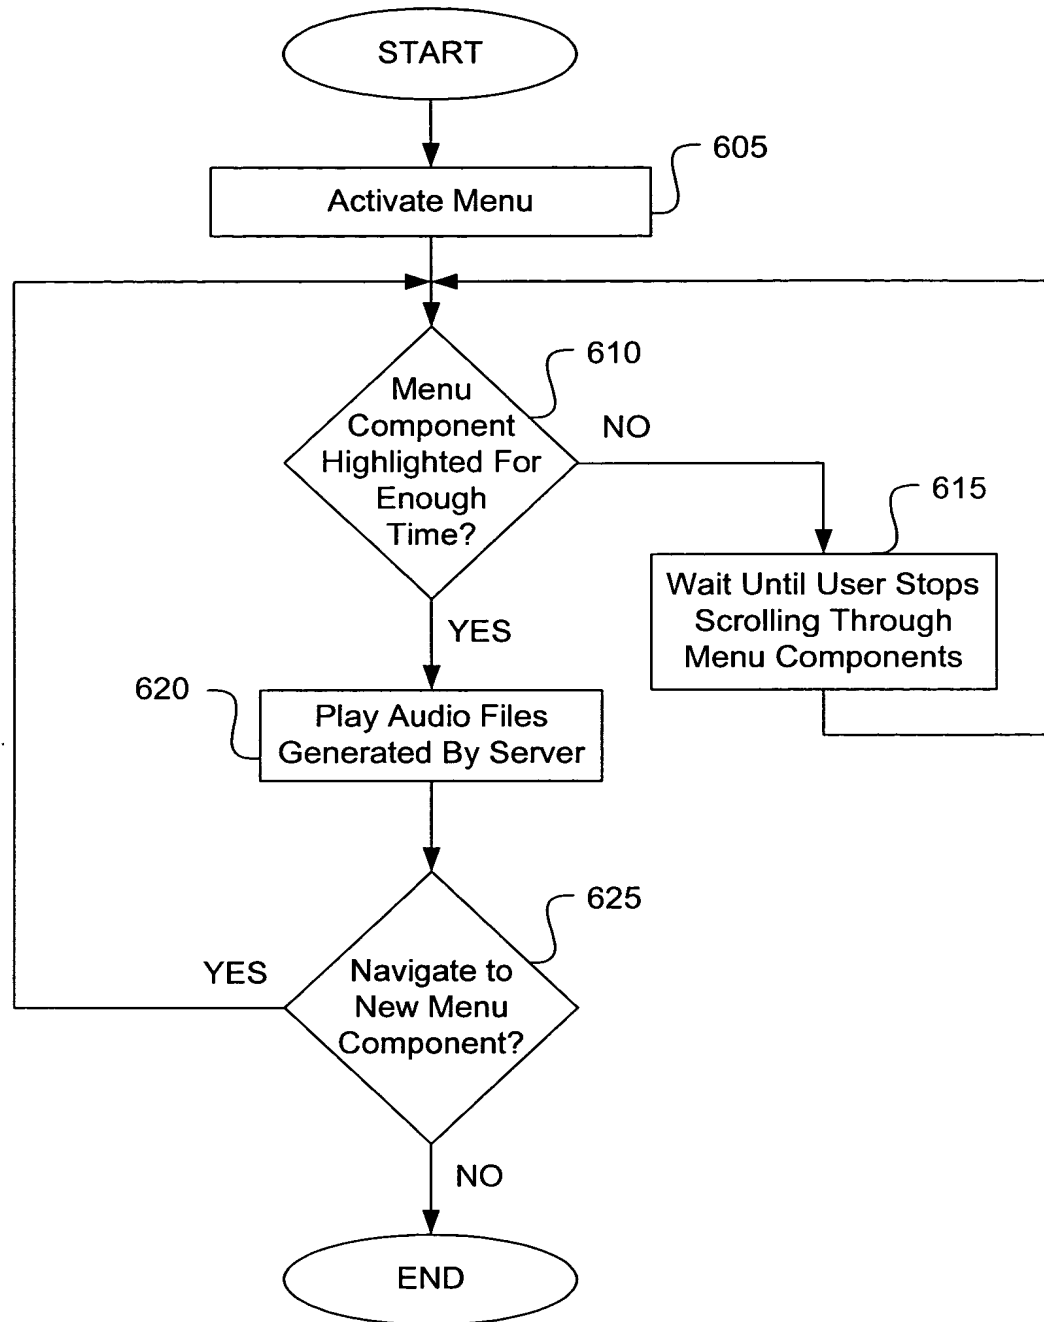 START
605
Activate Menu
610
Menu
Component
Highlighted For
Enough
Time?
NO
615
Wait Until User Stops
Scrolling Through
Menu Components
YES
620
Play Audio Files
Generated By Server
625
YES
Navigate to
New Menu
Component?
NO
END